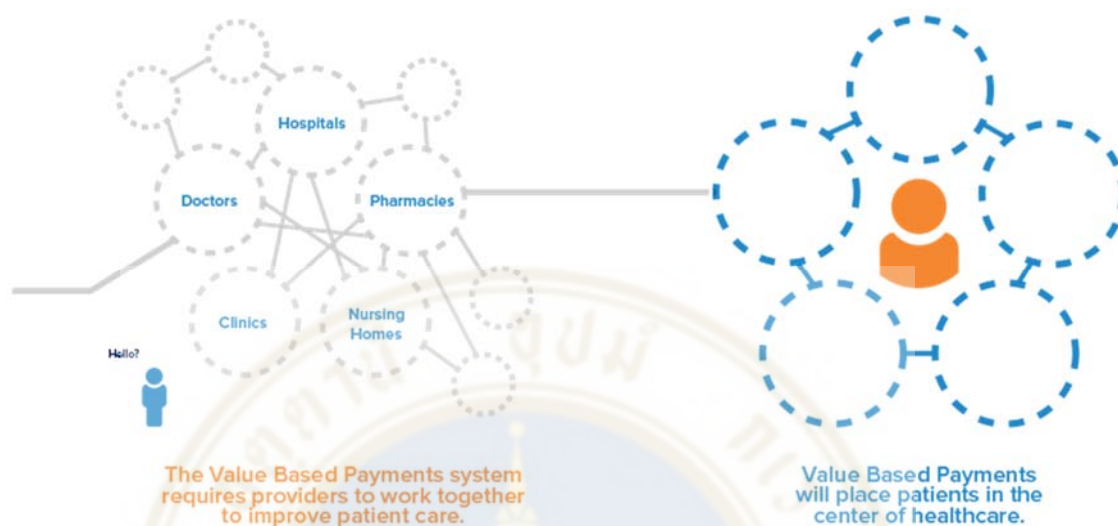 Hospitals
Doctors
Pharmacies
Clinics
Nursing
Homes
Hello?
The Value Based Payments system
requires providers to work together
to improve patient care.
Value Based Payments
will place patients in the
center of healthcare.